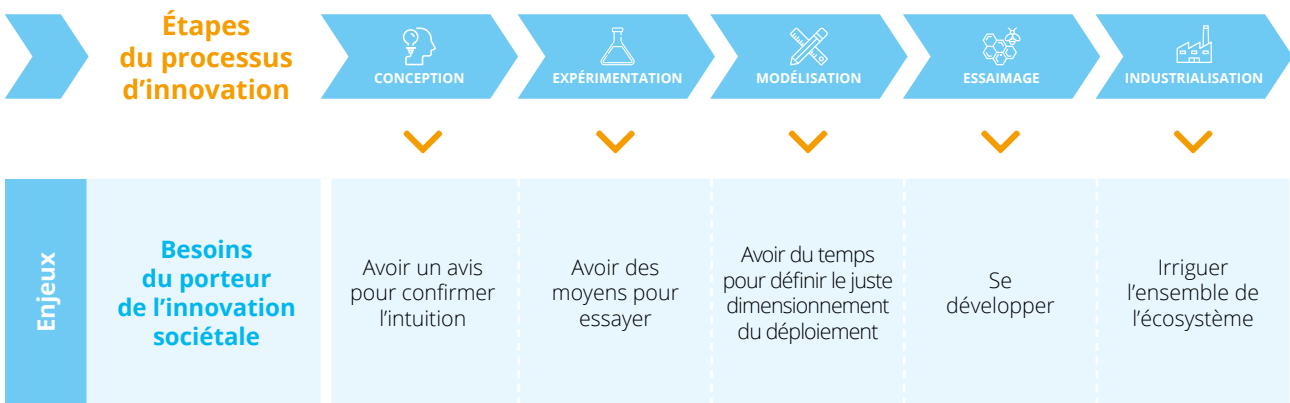 Étapes
du processus
d'innovation
CONCEPTION
EXPÉRIMENTATION
MODÉLISATION
ESSAIMAGE
INDUSTRIALISATION
Enjeux
Besoins
du porteur
de l'innovation
sociétale
Avoir un avis
pour confirmer
l'intuition
Avoir des
moyens pour
essayer
Avoir du temps
pour définir le juste
dimensionnement
du déploiement
Se
développer
Irriguer
l'ensemble de
l'écosystème